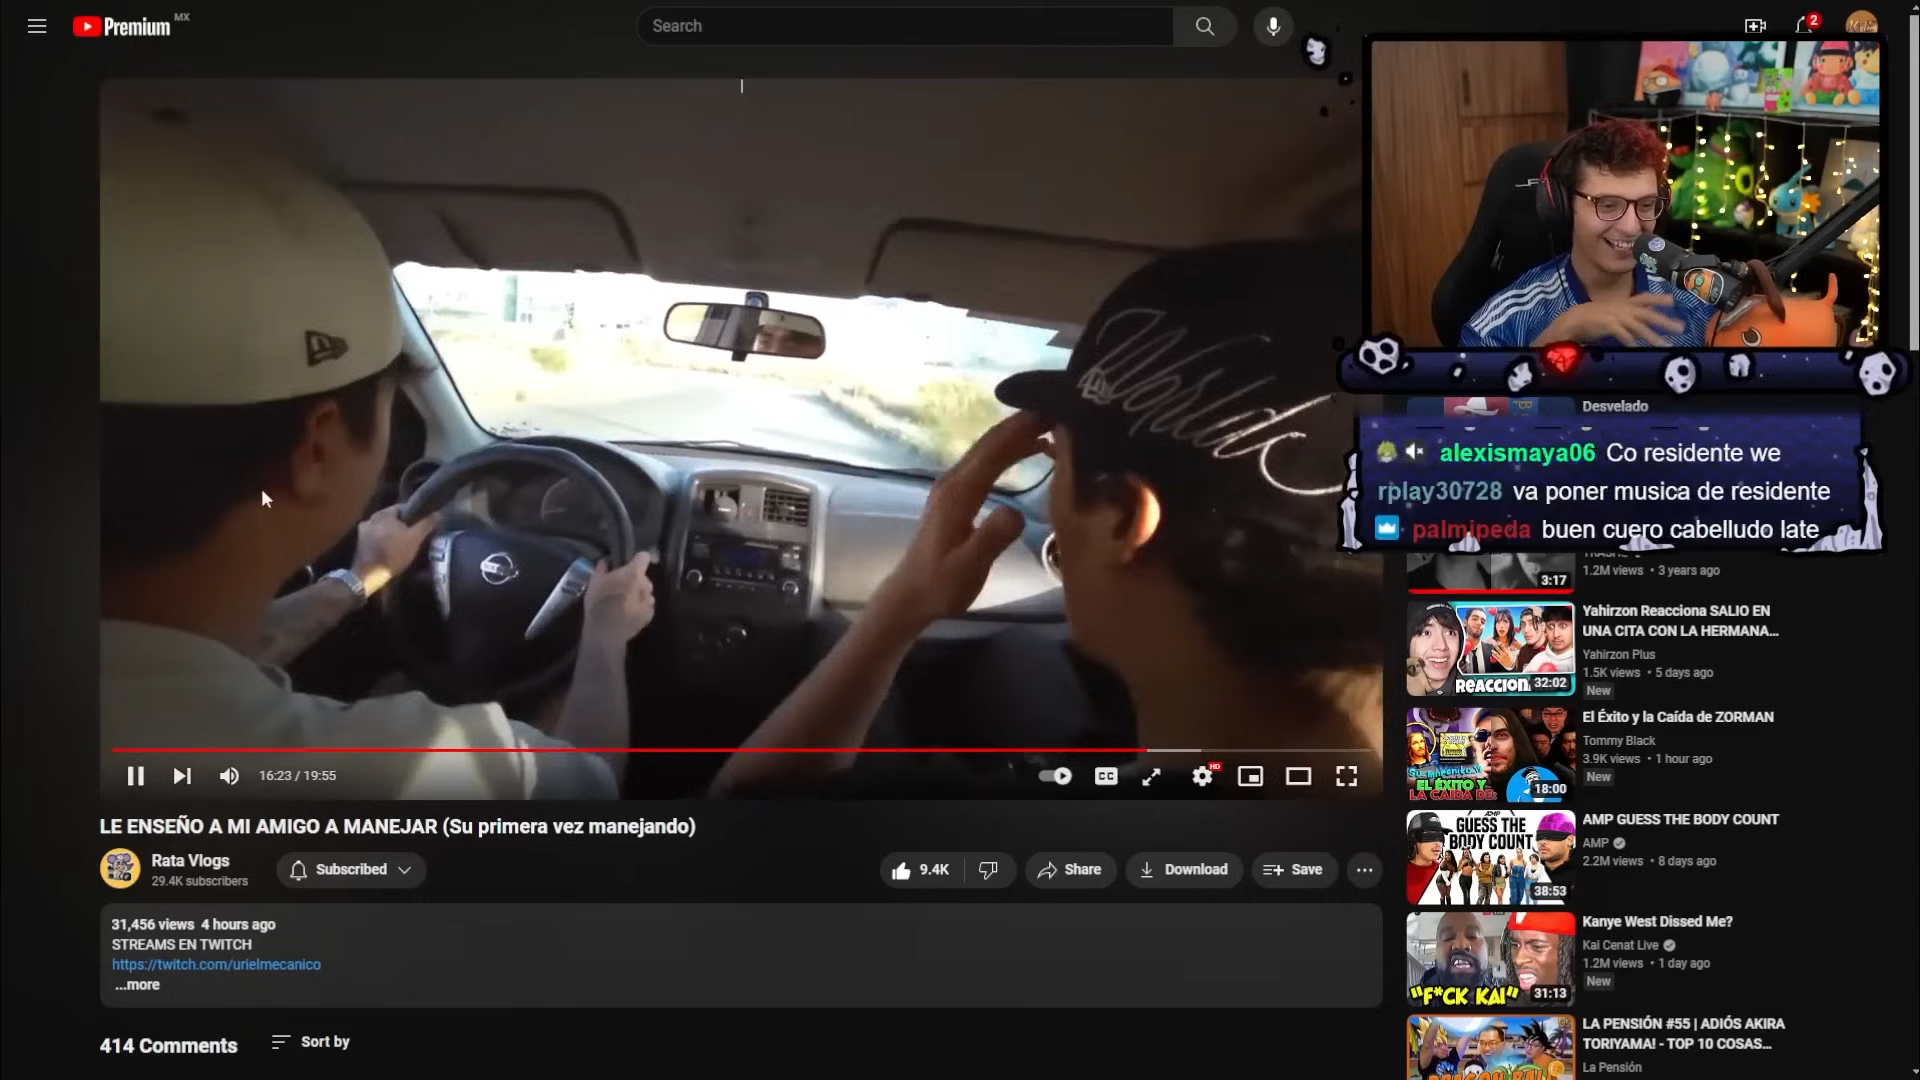 Premium MX
Search
2
World
Desvelado
alexismaya06 Co residente we
rplay30728 va poner musica de residente
palmipeda buen cuero cabelludo late
1.2M views • 3 years ago
3:17
Yahirzon Reacciona SALIO EN
UNA CITA CON LA HERMANA...
Yahirzon Plus
1.5K views • 5 days ago
New
REACCION
32:02
El Éxito y la Caída de ZORMAN
Tommy Black
3.9K views • 1 hour ago
New
EL ÉXITO Y
LA CAÍDA DE:
18:00
AMP GUESS THE BODY COUNT
AMP
2.2M views • 8 days ago
AMP
GUESS THE
BODY COUNT
38:53
Kanye West Dissed Me?
Kai Cenat Live
1.2M views • 1 day ago
New
"F*CK KAI"
31:13
LA PENSIÓN #55 | ADIÓS AKIRA
TORIYAMA! - TOP 10 COSAS...
La Pensión
16:23 / 19:55
CC
HD
LE ENSEÑO A MI AMIGO A MANEJAR (Su primera vez manejando)
Rata Vlogs
29.4K subscribers
Subscribed
9.4K
Share
Download
Save
31,456 views 4 hours ago
STREAMS EN TWITCH
https://twitch.com/urielmecanico
...more
414 Comments
Sort by